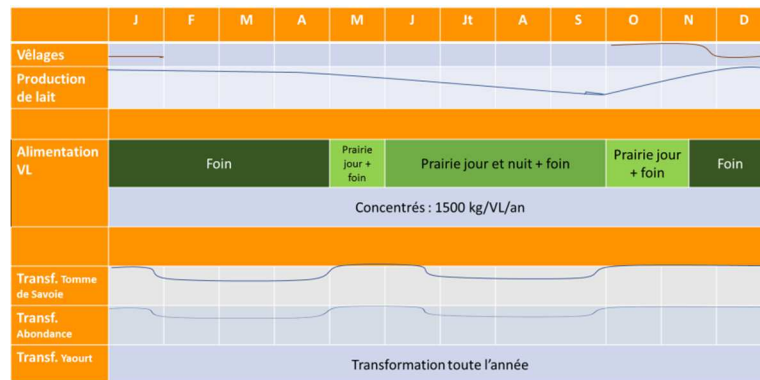 J F M A M J Jt A S O N D
Vêlages
Production
de lait
Alimentation
VL
Foin
Prairie
jour +
foin
Prairie jour et nuit + foin
Prairie jour
+ foin
Foin
Concentrés : 1500 kg/VL/an
Transf. Tomme
de Savoie
Transf.
Abondance
Transf. Yaourt
Transformation toute l’année